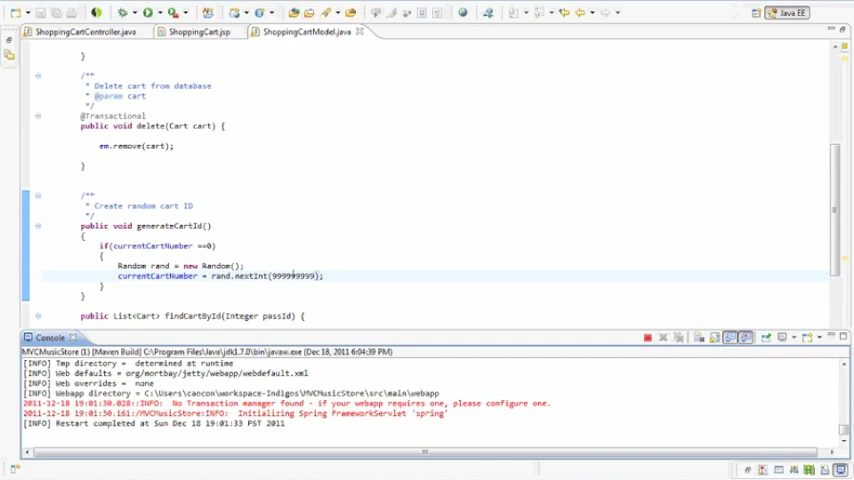 Java EE
ShoppingCartController.java
ShoppingCart.jsp
ShoppingCartModel.java
}
/**
* Delete cart from database
* @param cart
*/
@Transactional
public void delete(Cart cart) {
em.remove(cart);
}
/**
* Create random cart ID
*/
public void generateCartId()
{
if(currentCartNumber ==0)
{
Random rand = new Random();
currentCartNumber = rand.nextInt(999999999);
}
}
public List<Cart> findCartById(Integer passId) {
Console
MVCMusicStore (1) [Maven Build] C:\Program Files\Java\jdk1.7.0\bin\javaw.exe (Dec 18, 2011 6:04:39 PM)
[INFO] Tmp directory =  determined at runtime
[INFO] Web defaults = org/mortbay/jetty/webapp/webdefault.xml
[INFO] Web overrides =  none
[INFO] Webapp directory = C:\Users\caocon\workspace-Indigos\MVCMusicStore\src\main\webapp
2011-12-18 19:01:30.028::INFO:  No Transaction manager found - if your webapp requires one, please configure one.
2011-12-18 19:01:30.161:/MVCMusicStore:INFO:  Initializing Spring FrameworkServlet 'spring'
[INFO] Restart completed at Sun Dec 18 19:01:33 PST 2011